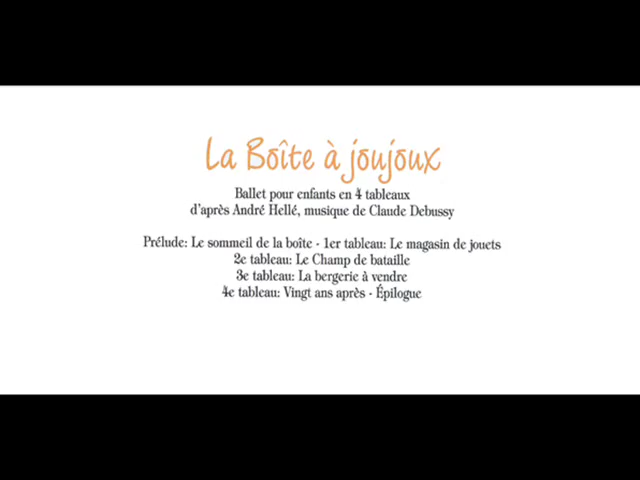 La Boîte à joujoux
Ballet pour enfants en 4 tableaux
d'après André Hellé, musique de Claude Debussy
Prélude: Le sommeil de la boîte - 1er tableau: Le magasin de jouets
2e tableau: Le Champ de bataille
3e tableau: La bergerie à vendre
4e tableau: Vingt ans après - Épilogue